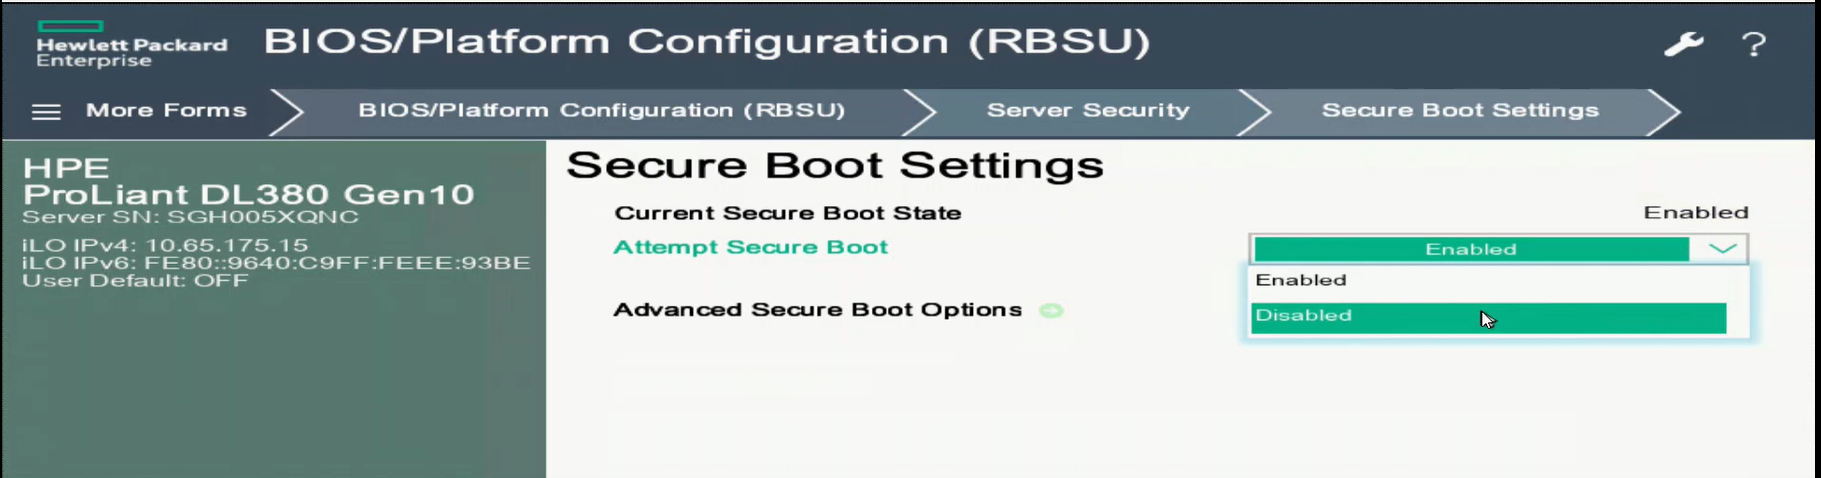 Hewlett Packard
Enterprise
BIOS/Platform Configuration (RBSU)
?
More Forms
BIOS/Platform Configuration (RBSU)
Server Security
Secure Boot Settings
HPE
ProLiant DL380 Gen10
Server SN: SGH005XQNC
iLO IPv4: 10.65.175.15
iLO IPv6: FE80::9640:C9FF:FEEE:93BE
User Default: OFF
Secure Boot Settings
Current Secure Boot State Enabled
Attempt Secure Boot Enabled
Enabled
Disabled
Advanced Secure Boot Options